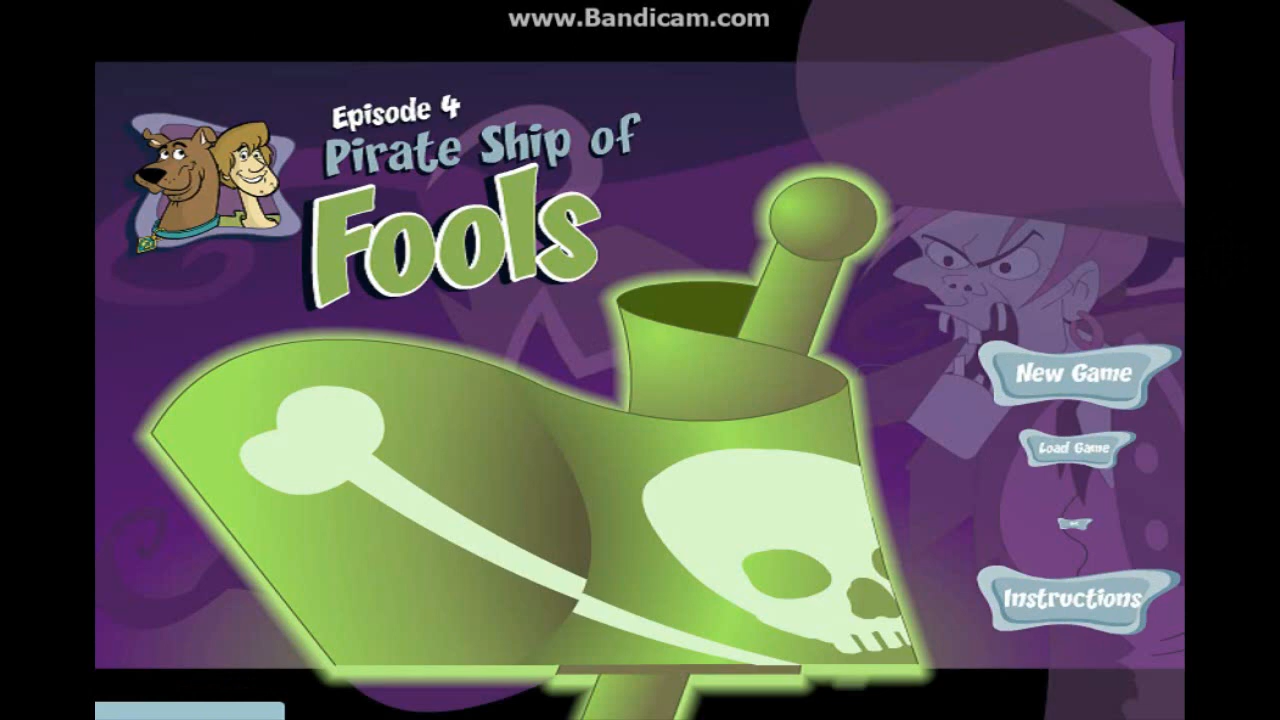 www.Bandicam.com
Episode 4
Pirate Ship of
Fools
New Game
Load Game
Instructions